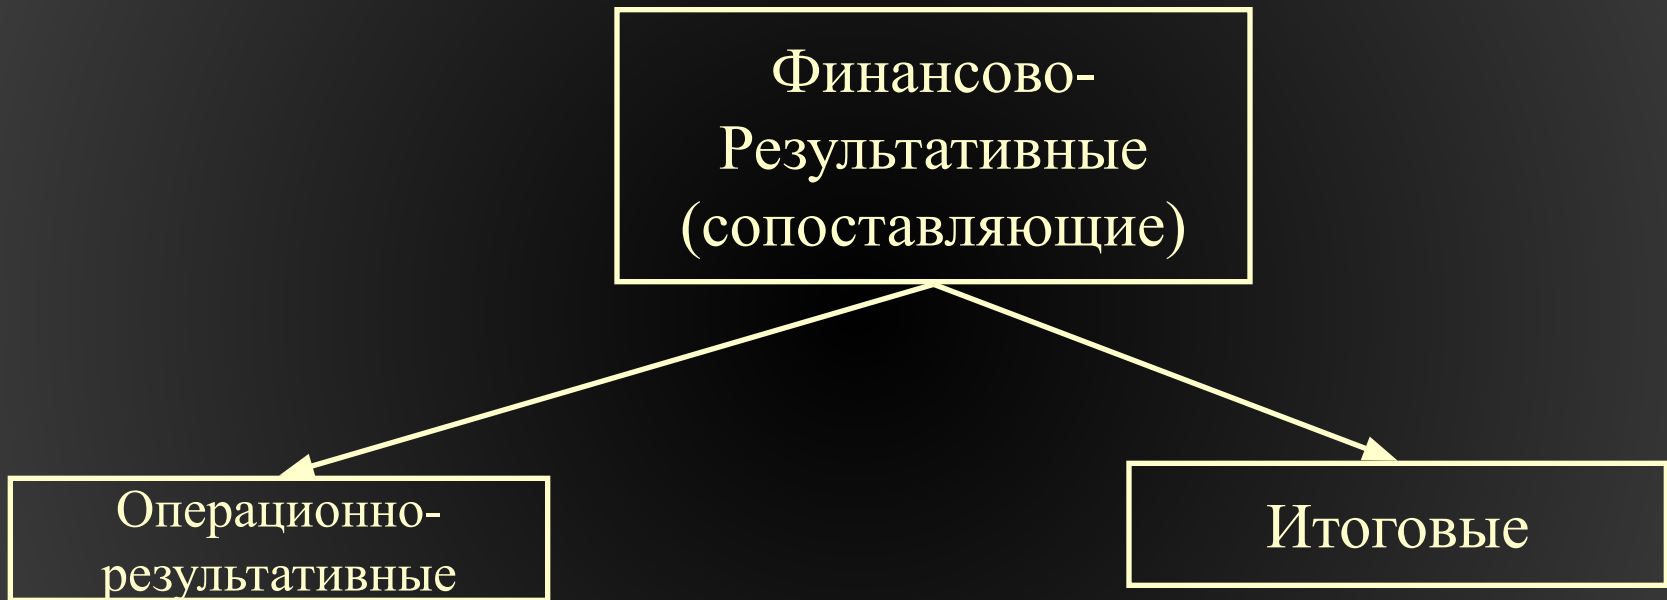 Финансово-
Результативные
(сопоставляющие)
Операционно-
результативные
Итоговые